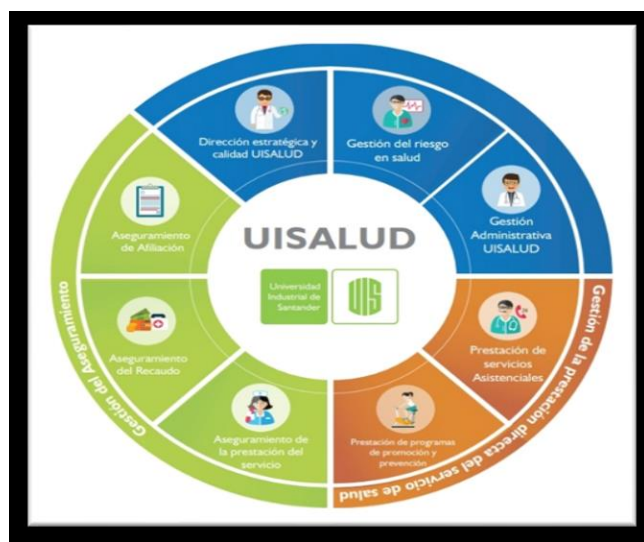 Dirección estratégica y
calidad UISALUD
Gestión del riesgo
en salud
Gestión
Administrativa
UISALUD
Prestación de
servicios
Asistenciales
Prestación de programas
de promoción y
prevención
Aseguramiento de
la prestación del
servicio
Aseguramiento
del Recaudo
Aseguramiento
de Afiliación
UISALUD
Universidad
Industrial de
Santander
UIS
Gestión del Aseguramiento
Gestión de la prestación directa del servicio de salud